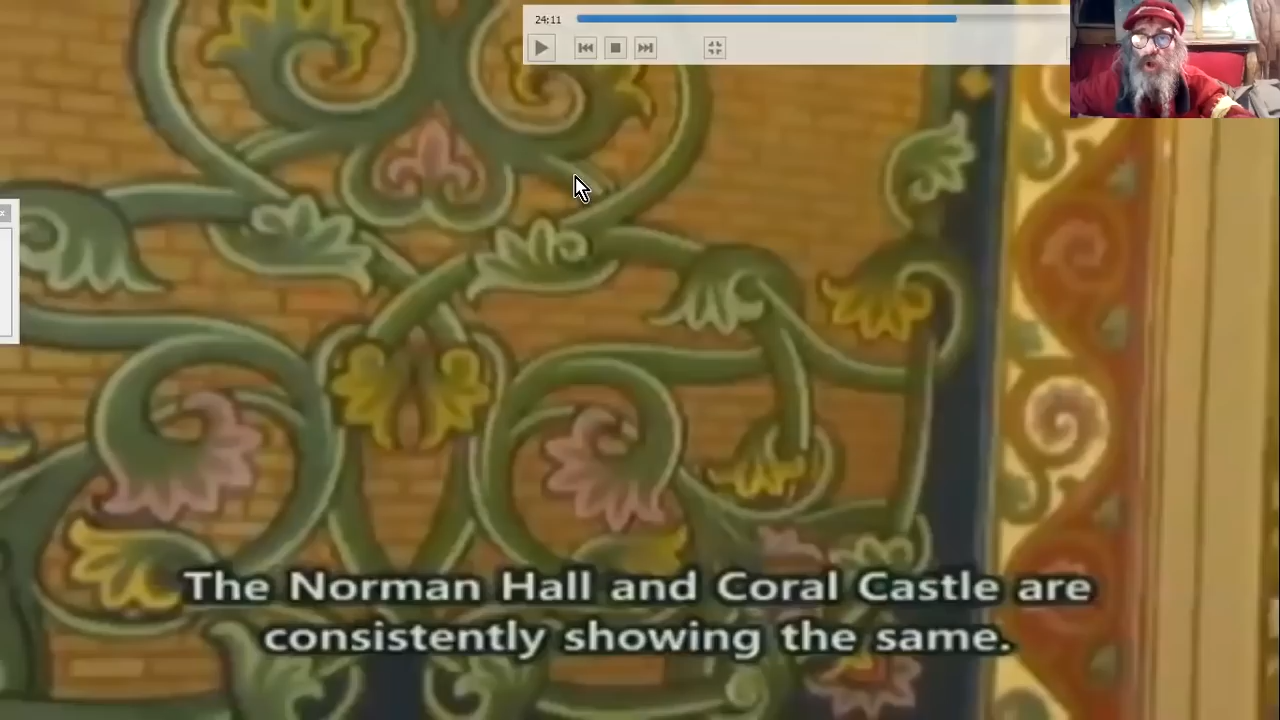 24:11
x
The Norman Hall and Coral Castle are
consistently showing the same.